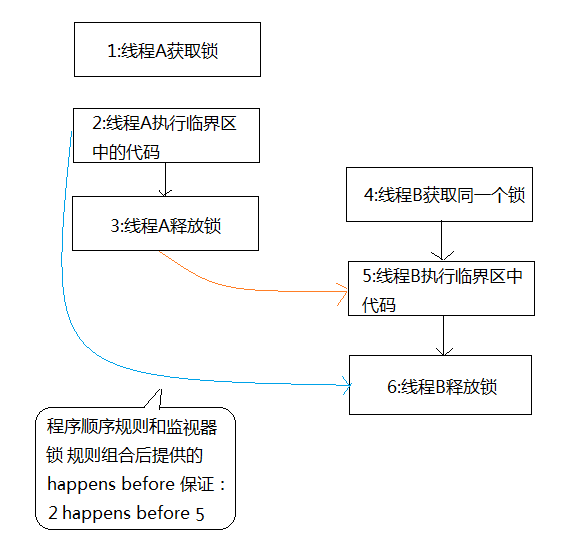 1:线程A获取锁
2:线程A执行临界区
中的代码
3:线程A释放锁
4:线程B获取同一个锁
5:线程B执行临界区中
代码
6:线程B释放锁
程序顺序规则和监视器
锁 规则组合后提供的
happens before 保证：
2 happens before 5